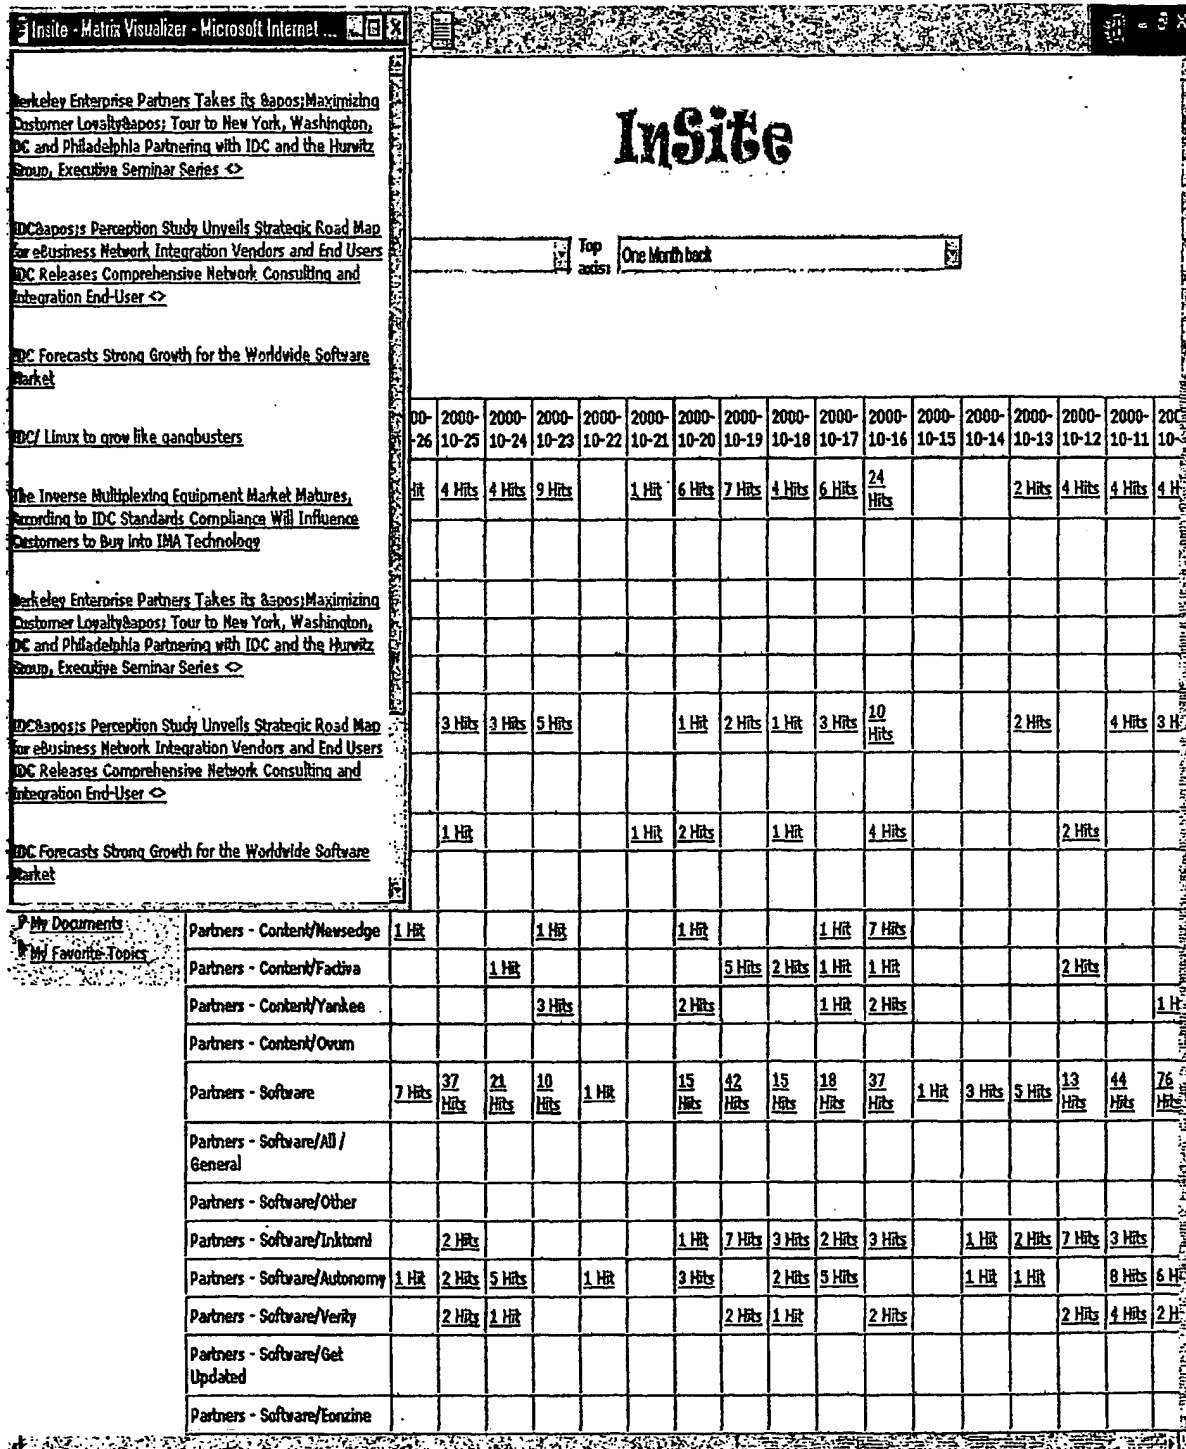 Insite - Matrix Visualizer - Microsoft Internet ...
Berkeley Enterprise Partners Takes its &apos;Maximizing
Customer Loyalty&apos; Tour to New York, Washington,
DC and Philadelphia Partnering with IDC and the Hurwitz
Group, Executive Seminar Series <>
IDC&apos;s Perception Study Unveils Strategic Road Map
for eBusiness Network Integration Vendors and End Users
IDC Releases Comprehensive Network Consulting and
Integration End-User <>
IDC Forecasts Strong Growth for the Worldwide Software
Market
IDC/ Linux to grow like gangbusters
The Inverse Multiplexing Equipment Market Matures,
According to IDC Standards Compliance Will Influence
Customers to Buy into IMA Technology
Berkeley Enterprise Partners Takes its &apos;Maximizing
Customer Loyalty&apos; Tour to New York, Washington,
DC and Philadelphia Partnering with IDC and the Hurwitz
Group, Executive Seminar Series <>
IDC&apos;s Perception Study Unveils Strategic Road Map
for eBusiness Network Integration Vendors and End Users
IDC Releases Comprehensive Network Consulting and
Integration End-User <>
IDC Forecasts Strong Growth for the Worldwide Software
Market
InSite
Top axis: One Month back
00- 2000- 2000- 2000- 2000- 2000- 2000- 2000- 2000- 2000- 2000- 2000- 2000- 2000- 2000- 2000- 200
-26 10-25 10-24 10-23 10-22 10-21 10-20 10-19 10-18 10-17 10-16 10-15 10-14 10-13 10-12 10-11 10-
Hit 4 Hits 4 Hits 9 Hits 1 Hit 6 Hits 7 Hits 4 Hits 6 Hits 24 Hits 2 Hits 4 Hits 4 Hits 4 H
3 Hits 3 Hits 5 Hits 1 Hit 2 Hits 1 Hit 3 Hits 10 Hits 2 Hits 4 Hits 3 H
1 Hit 1 Hit 2 Hits 1 Hit 4 Hits 2 Hits
My Documents
My Favorite Topics
Partners - Content/Newsedge 1 Hit 1 Hit 1 Hit 1 Hit 7 Hits
Partners - Content/Factiva 1 Hit 5 Hits 2 Hits 1 Hit 1 Hit 2 Hits
Partners - Content/Yankee 3 Hits 2 Hits 1 Hit 2 Hits 1 H
Partners - Content/Ovum
Partners - Software 7 Hits 37 Hits 21 Hits 10 Hits 1 Hit 15 Hits 42 Hits 15 Hits 18 Hits 37 Hits 1 Hit 3 Hits 5 Hits 13 Hits 44 Hits 76 Hits
Partners - Software/All /
General
Partners - Software/Other
Partners - Software/Inktomi 2 Hits 1 Hit 7 Hits 3 Hits 2 Hits 3 Hits 1 Hit 2 Hits 7 Hits 3 Hits
Partners - Software/Autonomy 1 Hit 2 Hits 5 Hits 1 Hit 3 Hits 2 Hits 5 Hits 1 Hit 1 Hit 8 Hits 6 H
Partners - Software/Verity 2 Hits 1 Hit 2 Hits 1 Hit 2 Hits 2 Hits 4 Hits 2 H
Partners - Software/Get
Updated
Partners - Software/Eonzine